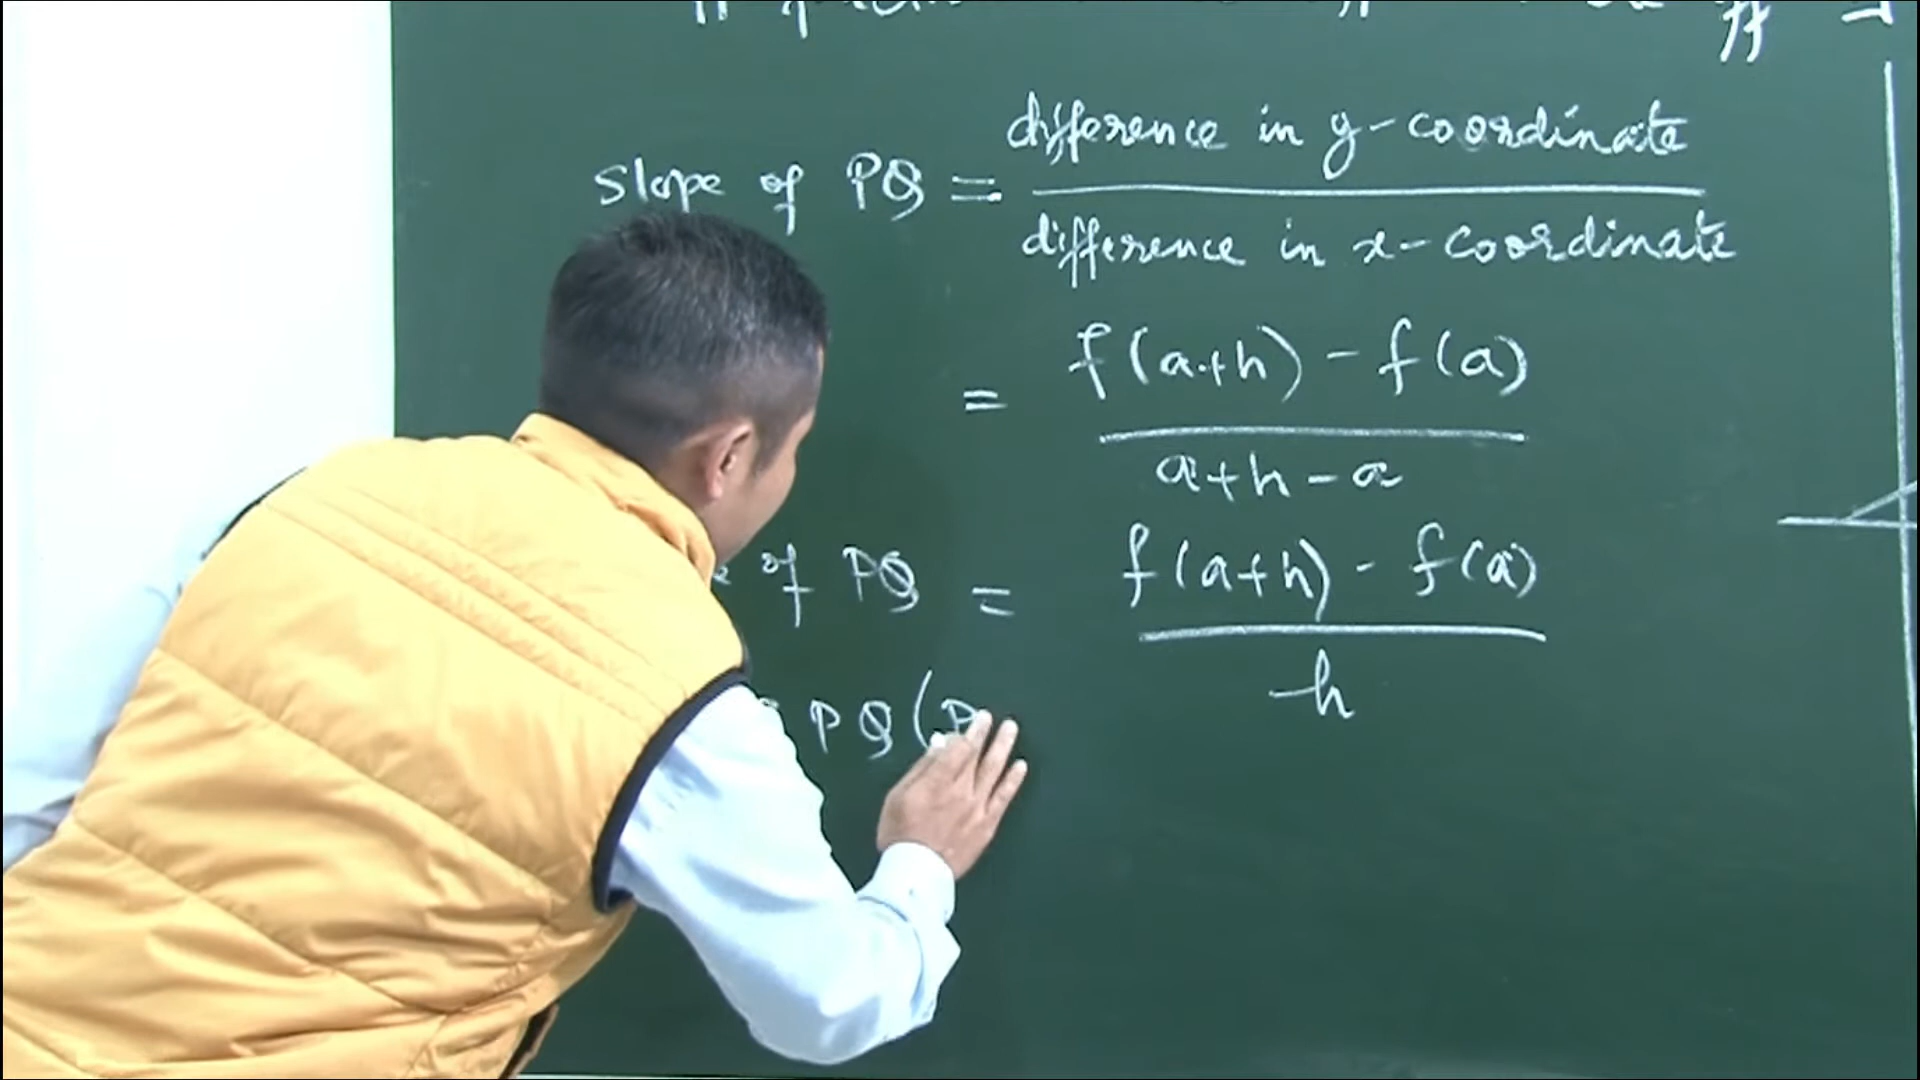 Slope of PQ = difference in y-coordinate / difference in x-coordinate
= f(a+h) - f(a) / a+h-a
of PQ = f(a+h) - f(a) / h
PQ (P